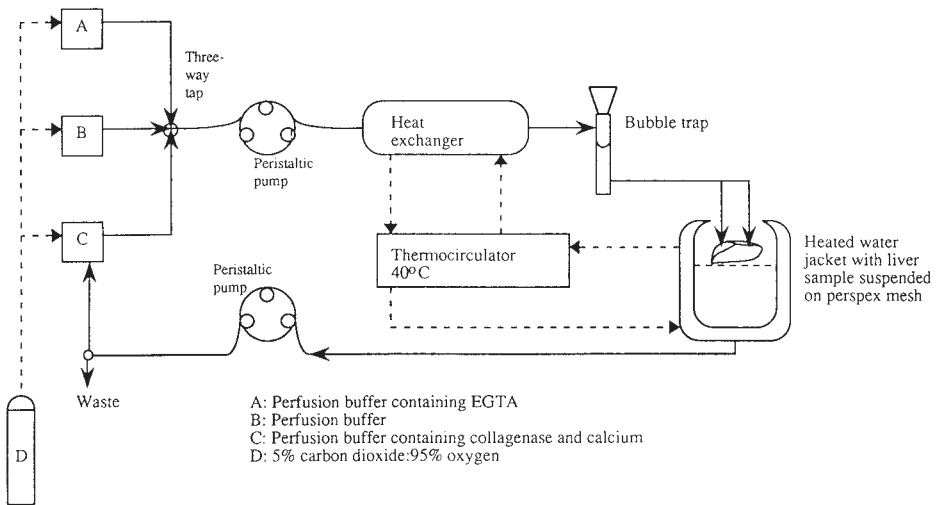 A
Three-
way
tap
B
Peristaltic
pump
Heat
exchanger
Bubble trap
C
Peristaltic
pump
Thermocirculator
40°C
Heated water
jacket with liver
sample suspended
on perspex mesh
Waste
D
A: Perfusion buffer containing EGTA
B: Perfusion buffer
C: Perfusion buffer containing collagenase and calcium
D: 5% carbon dioxide:95% oxygen